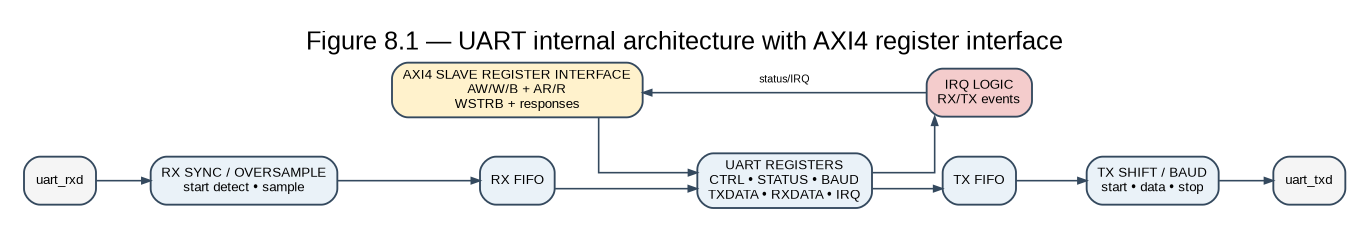 Figure 8.1 — UART internal architecture with AXI4 register interface
AXI4 SLAVE REGISTER INTERFACE
AW/W/B + AR/R
WSTRB + responses
status/IRQ
IRQ LOGIC
RX/TX events
uart_rxd
RX SYNC / OVERSAMPLE
start detect • sample
RX FIFO
UART REGISTERS
CTRL • STATUS • BAUD
TXDATA • RXDATA • IRQ
TX FIFO
TX SHIFT / BAUD
start • data • stop
uart_txd